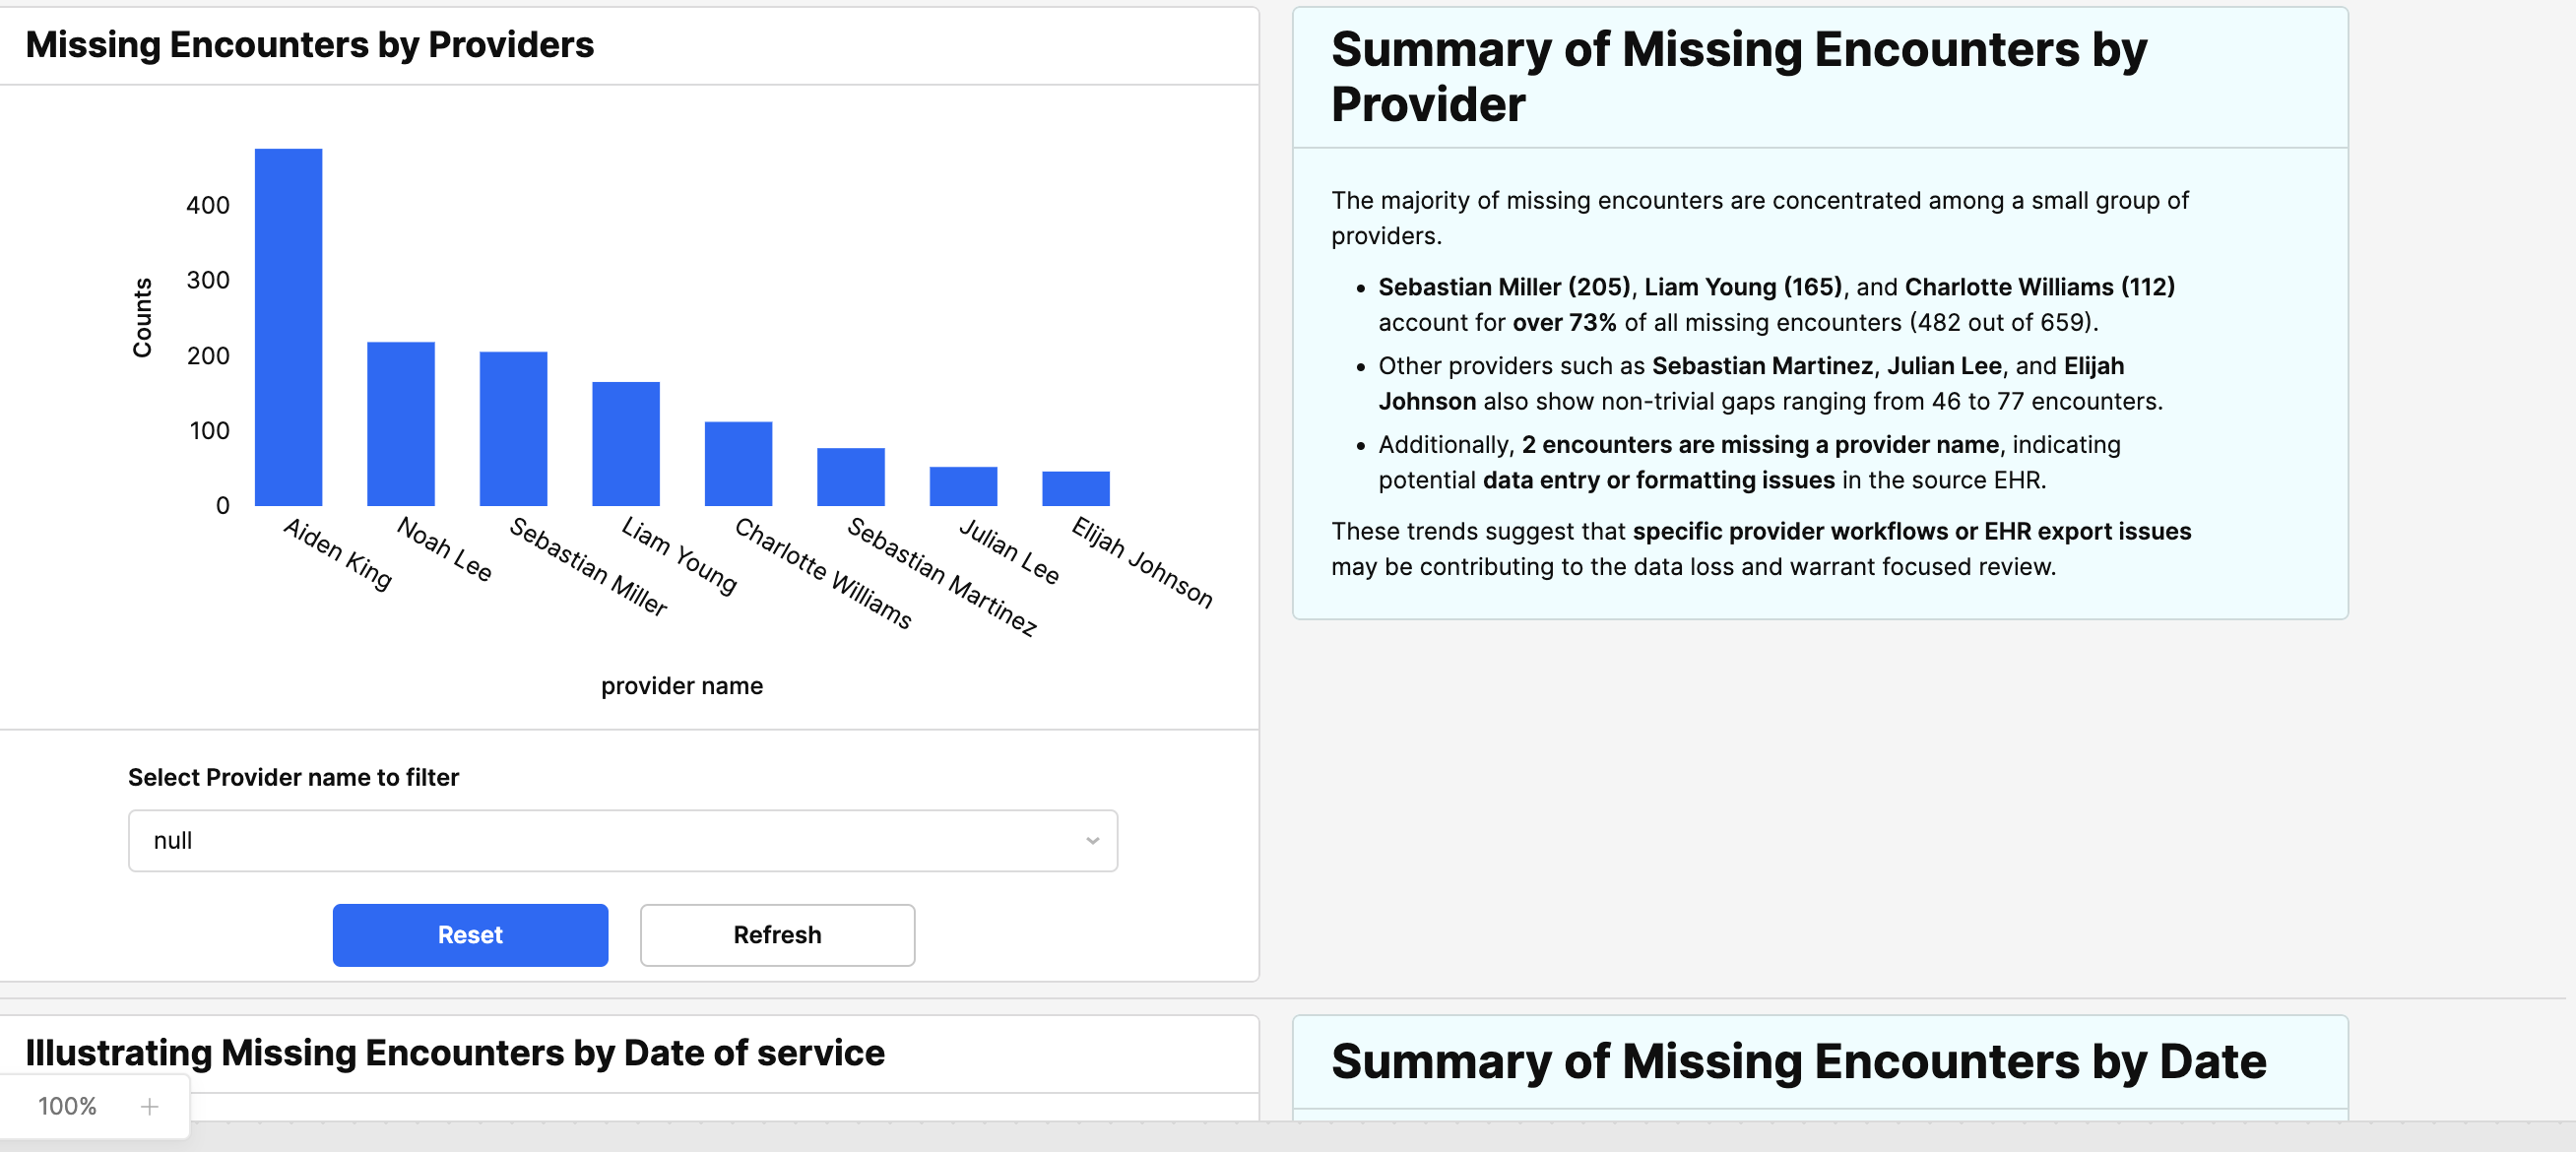 Missing Encounters by Providers
Counts
400
300
200
100
0
Aiden King
Noah Lee
Sebastian Miller
Liam Young
Charlotte Williams
Sebastian Martinez
Julian Lee
Elijah Johnson
provider name
Select Provider name to filter
null
Reset
Refresh
Summary of Missing Encounters by
Provider
The majority of missing encounters are concentrated among a small group of
providers.
• Sebastian Miller (205), Liam Young (165), and Charlotte Williams (112)
account for over 73% of all missing encounters (482 out of 659).
• Other providers such as Sebastian Martinez, Julian Lee, and Elijah
Johnson also show non-trivial gaps ranging from 46 to 77 encounters.
• Additionally, 2 encounters are missing a provider name, indicating
potential data entry or formatting issues in the source EHR.
These trends suggest that specific provider workflows or EHR export issues
may be contributing to the data loss and warrant focused review.
Illustrating Missing Encounters by Date of service
Summary of Missing Encounters by Date
100% +